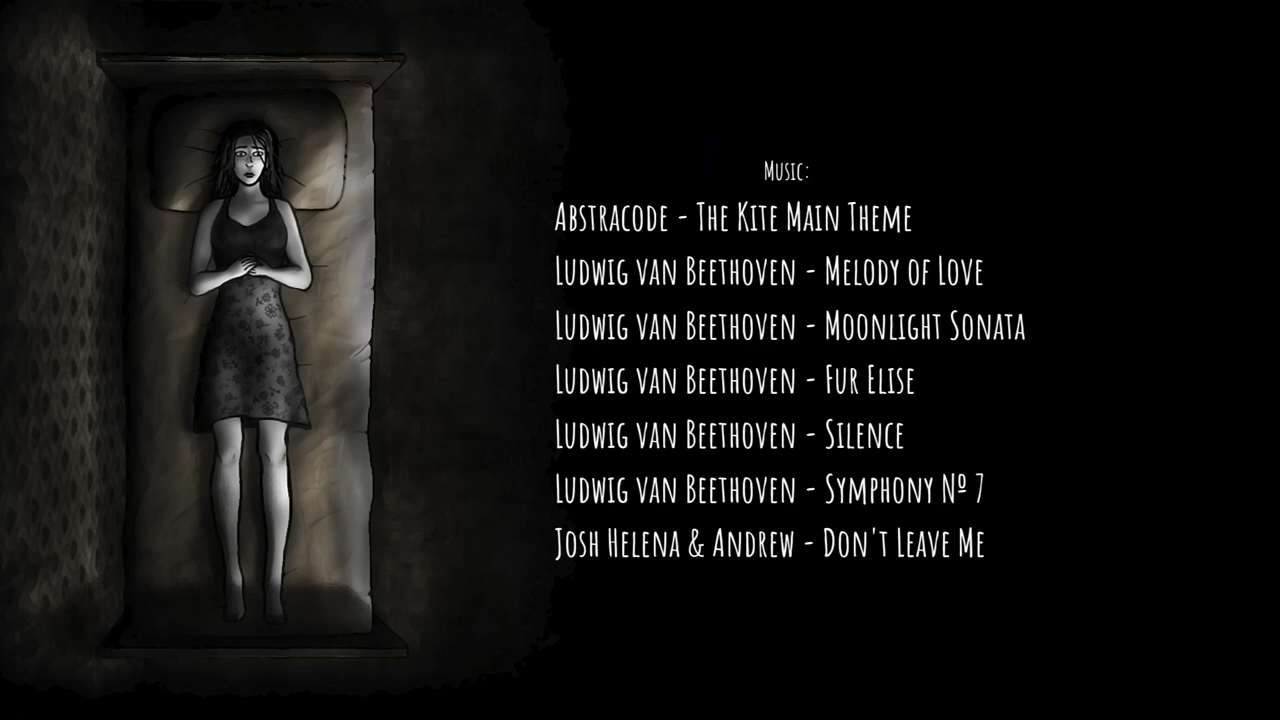 Music:
Abstracode - The Kite Main Theme
Ludwig van Beethoven - Melody of Love
Ludwig van Beethoven - Moonlight Sonata
Ludwig van Beethoven - Fur Elise
Ludwig van Beethoven - Silence
Ludwig van Beethoven - Symphony Nº 7
Josh Helena & Andrew - Don't Leave Me